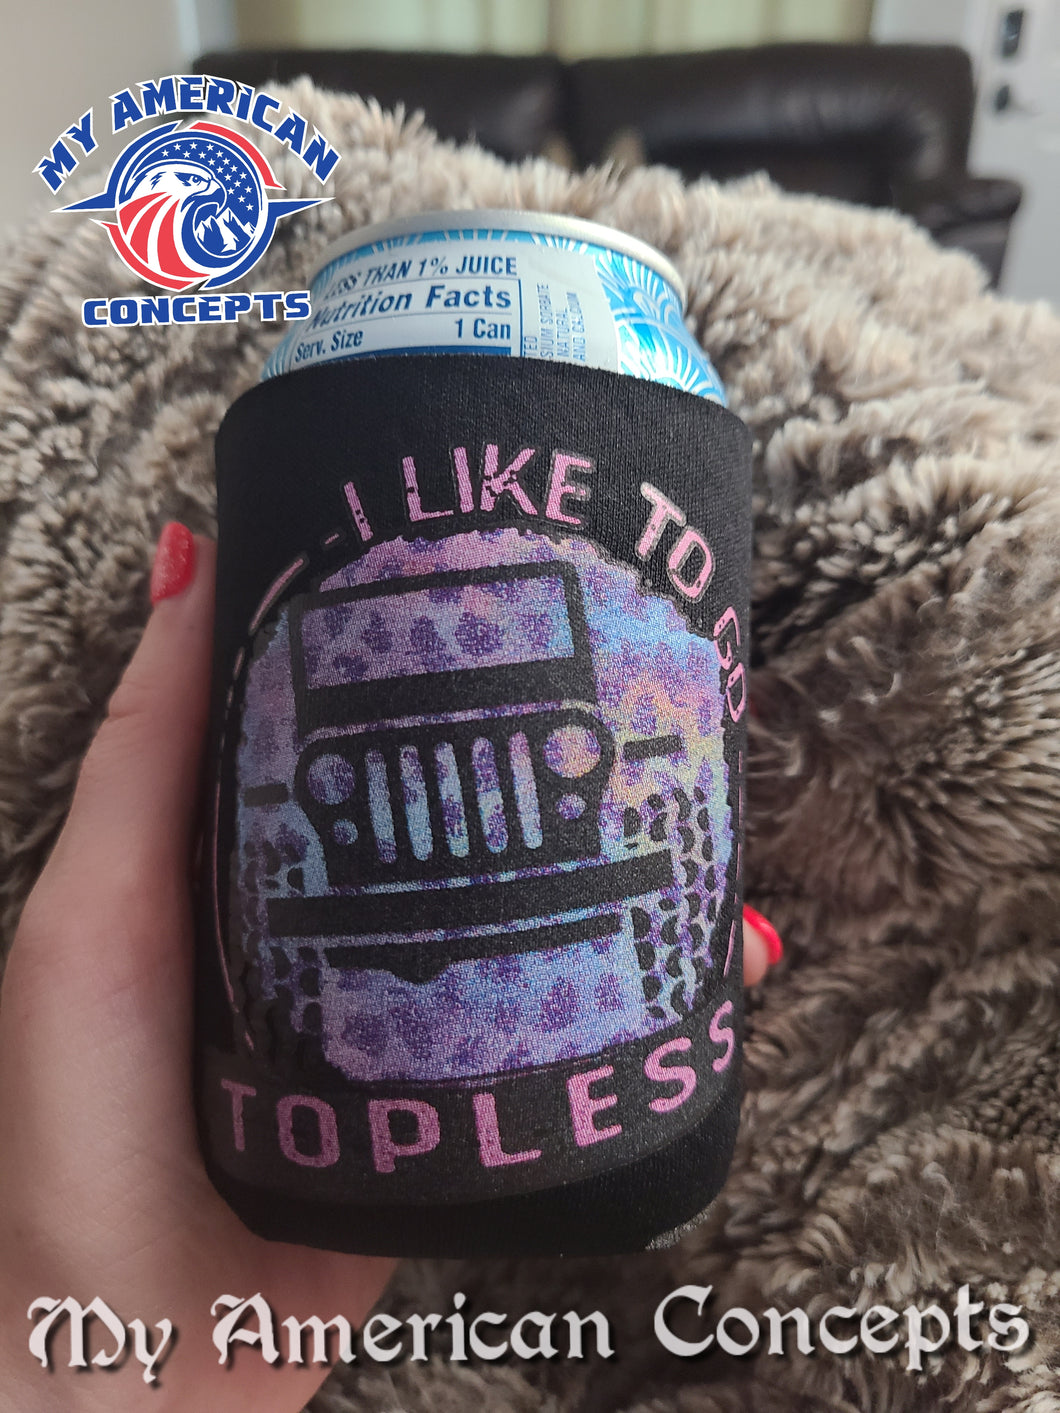 MY AMERICAN
CONCEPTS
LESS THAN 1% JUICE
Nutrition Facts
Serv. Size 1 Can
I LIKE TO GO
TOPLESS
My American Concepts